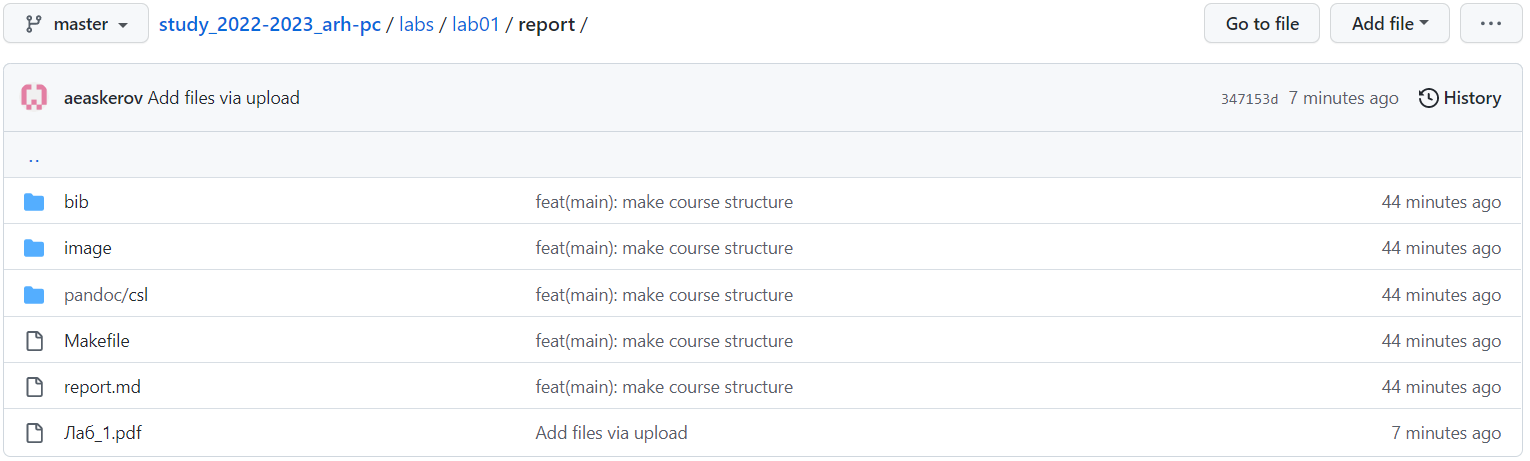 master study_2022-2023_arh-pc / labs / lab01 / report / Go to file Add file ...
aeaskerov Add files via upload 347153d 7 minutes ago History
..
bib feat(main): make course structure 44 minutes ago
image feat(main): make course structure 44 minutes ago
pandoc/csl feat(main): make course structure 44 minutes ago
Makefile feat(main): make course structure 44 minutes ago
report.md feat(main): make course structure 44 minutes ago
Лаб_1.pdf Add files via upload 7 minutes ago